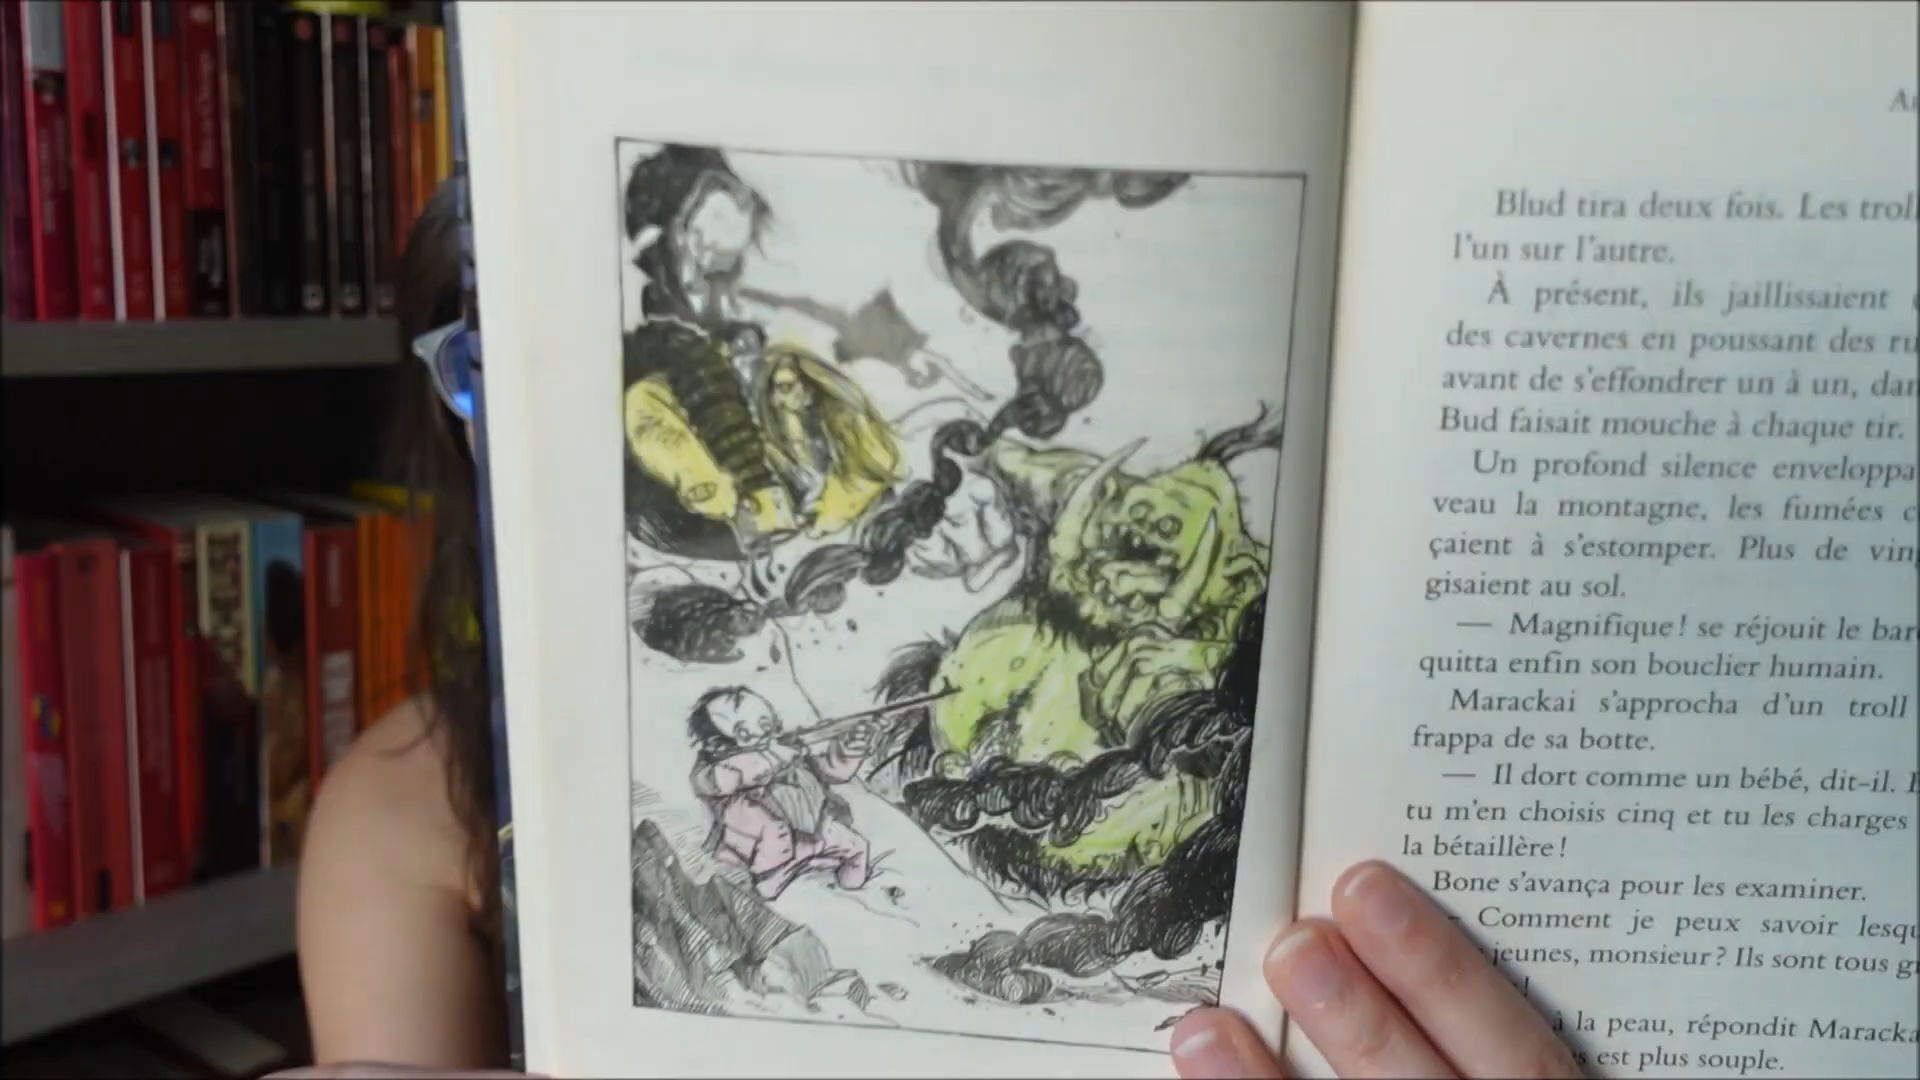 Blud tira deux fois. Les troll
l'un sur l'autre.
À présent, ils jaillissaient
des cavernes en poussant des ru
avant de s'effondrer un à un, dan
Bud faisait mouche à chaque tir.
Un profond silence enveloppa
veau la montagne, les fumées c
çaient à s'estomper. Plus de ving
gisaient au sol.
— Magnifique! se réjouit le bar
quitta enfin son bouclier humain.
Marackai s'approcha d'un troll
frappa de sa botte.
— Il dort comme un bébé, dit-il.
tu m'en choisis cinq et tu les charges
la bétaillère!
Bone s'avança pour les examiner.
Comment je peux savoir lesqu
jeunes, monsieur? Ils sont tous g
à la peau, répondit Maracka
est plus souple.